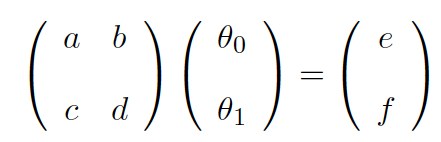 ( a b ) ( θ₀ ) = ( e )
( c d ) ( θ₁ )   ( f )